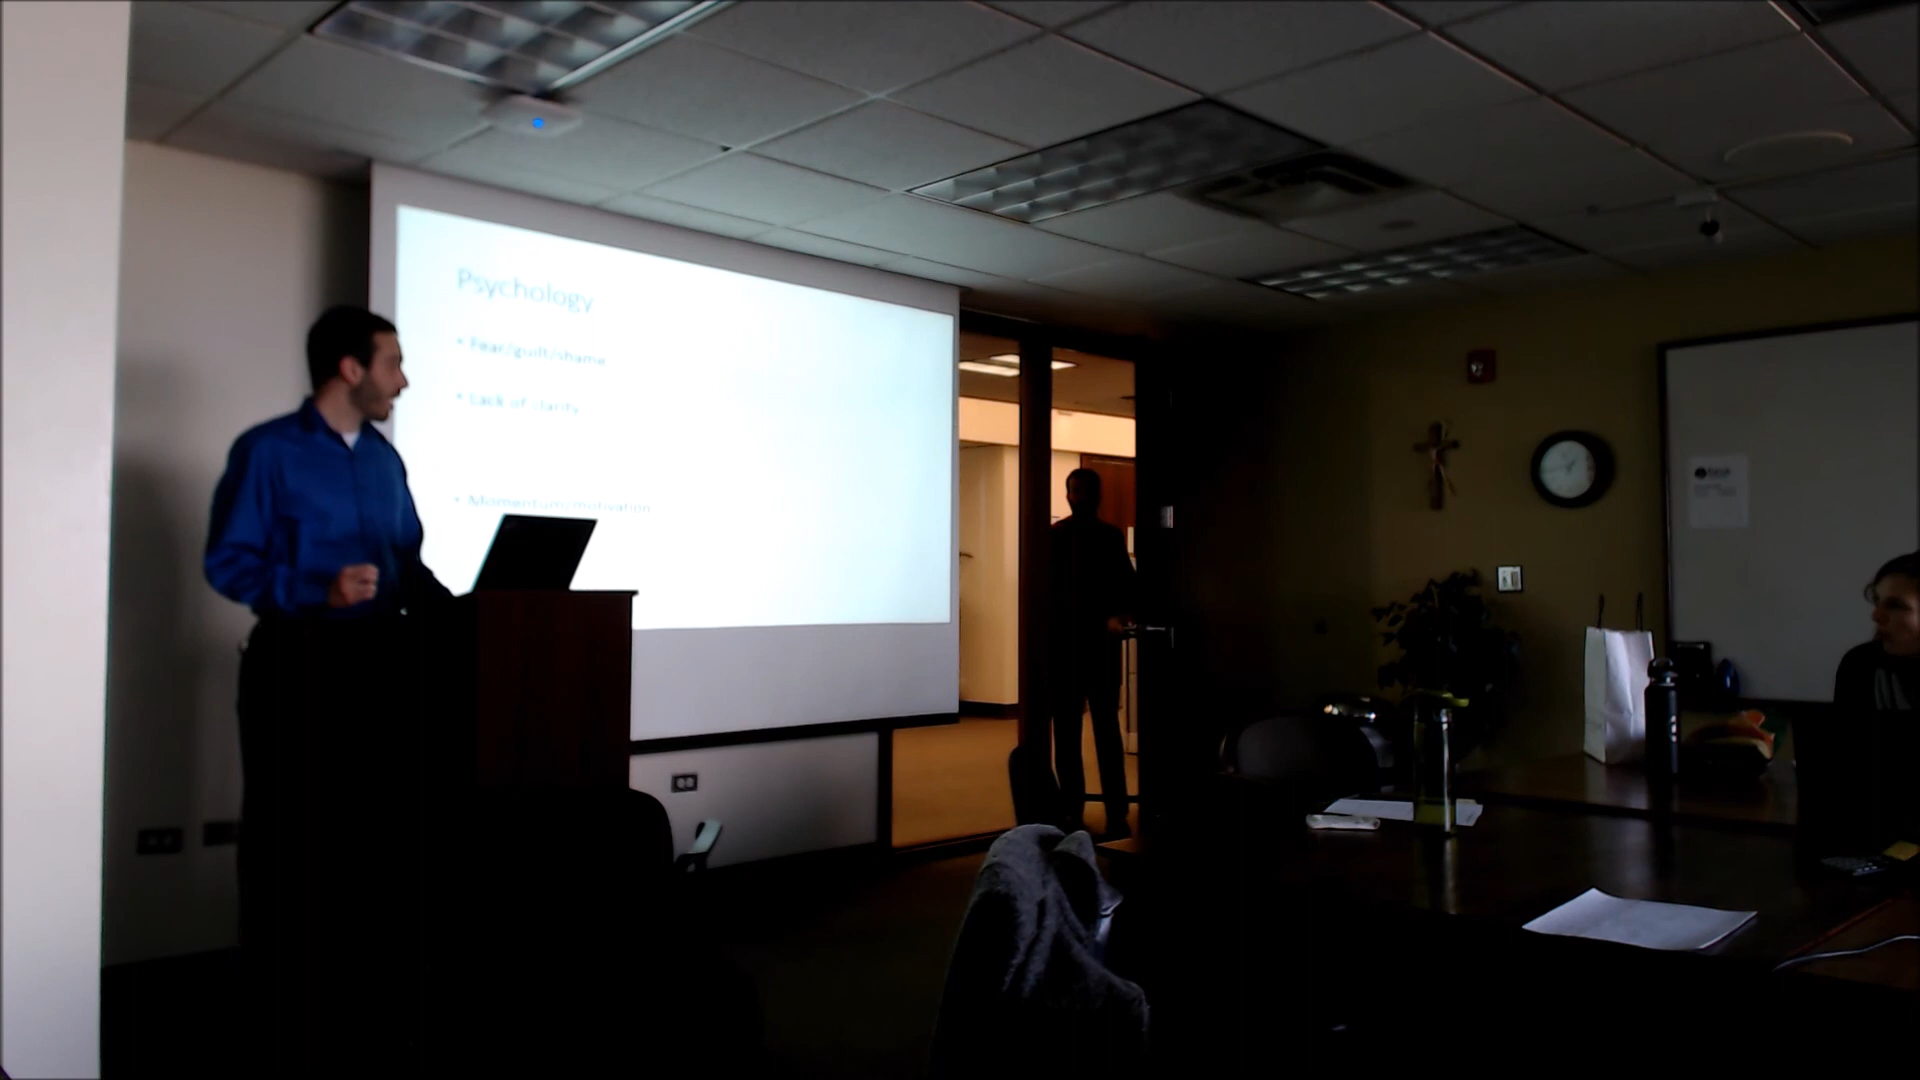 Psychology
• Fear/guilt/shame
• Lack of clarity
• Momentum/motivation